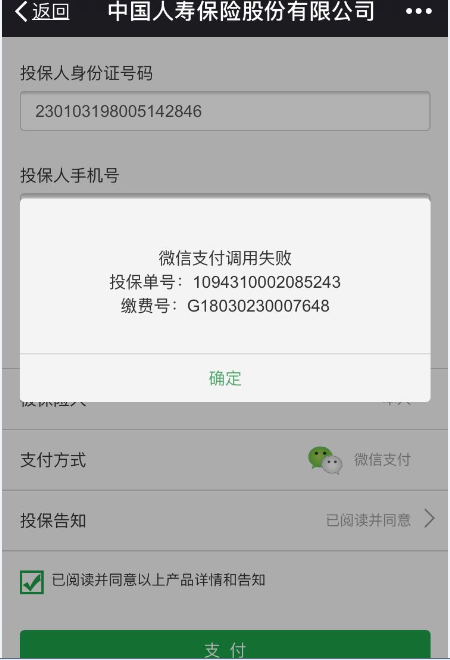 返回
中国人寿保险股份有限公司
投保人身份证号码
230103198005142846
投保人手机号
微信支付调用失败
投保单号：1094310002085243
缴费号：G18030230007648
确定
支付方式
微信支付
投保告知
已阅读并同意
已阅读并同意以上产品详情和告知
支 付